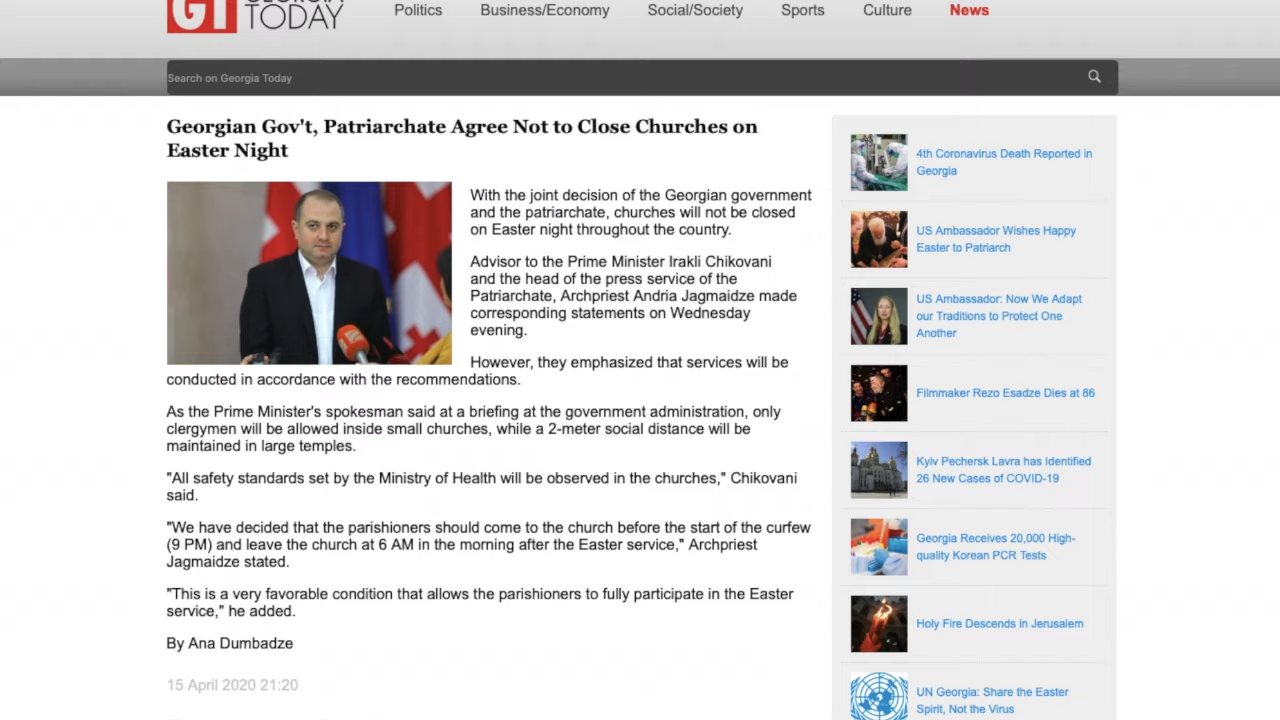 GT
TODAY
Politics Business/Economy Social/Society Sports Culture News
Search on Georgia Today
Georgian Gov't, Patriarchate Agree Not to Close Churches on
Easter Night
With the joint decision of the Georgian government
and the patriarchate, churches will not be closed
on Easter night throughout the country.
Advisor to the Prime Minister Irakli Chikovani
and the head of the press service of the
Patriarchate, Archpriest Andria Jagmaidze made
corresponding statements on Wednesday
evening.
However, they emphasized that services will be
conducted in accordance with the recommendations.
As the Prime Minister's spokesman said at a briefing at the government administration, only
clergymen will be allowed inside small churches, while a 2-meter social distance will be
maintained in large temples.
"All safety standards set by the Ministry of Health will be observed in the churches," Chikovani
said.
"We have decided that the parishioners should come to the church before the start of the curfew
(9 PM) and leave the church at 6 AM in the morning after the Easter service," Archpriest
Jagmaidze stated.
"This is a very favorable condition that allows the parishioners to fully participate in the Easter
service," he added.
By Ana Dumbadze
15 April 2020 21:20
4th Coronavirus Death Reported in
Georgia
US Ambassador Wishes Happy
Easter to Patriarch
US Ambassador: Now We Adapt
our Traditions to Protect One
Another
Filmmaker Rezo Esadze Dies at 86
Kyiv Pechersk Lavra has Identified
26 New Cases of COVID-19
Georgia Receives 20,000 High-
quality Korean PCR Tests
Holy Fire Descends in Jerusalem
UN Georgia: Share the Easter
Spirit, Not the Virus